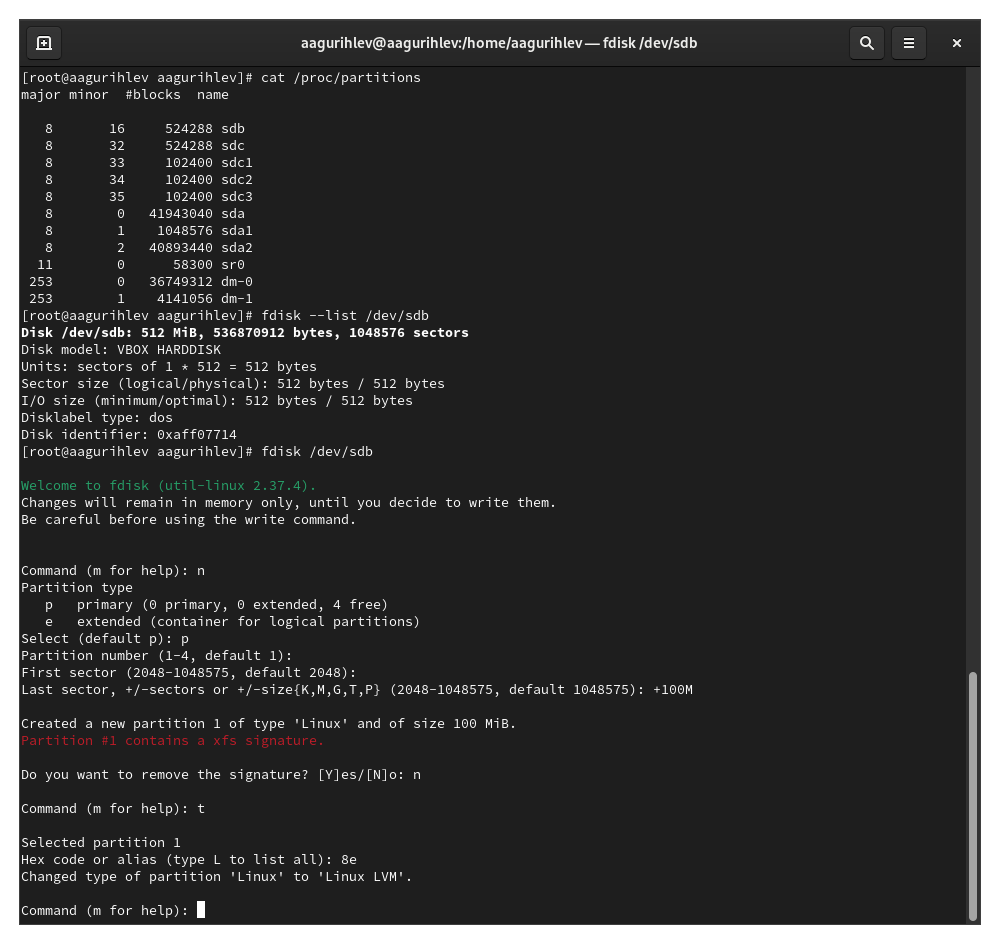 aagurihlev@aagurihlev:/home/aagurihlev — fdisk /dev/sdb
[root@aagurihlev aagurihlev]# cat /proc/partitions
major minor  #blocks  name

   8       16     524288 sdb
   8       32     524288 sdc
   8       33     102400 sdc1
   8       34     102400 sdc2
   8       35     102400 sdc3
   8        0   41943040 sda
   8        1    1048576 sda1
   8        2   40893440 sda2
  11        0      58300 sr0
 253        0   36749312 dm-0
 253        1    4141056 dm-1
[root@aagurihlev aagurihlev]# fdisk --list /dev/sdb
Disk /dev/sdb: 512 MiB, 536870912 bytes, 1048576 sectors
Disk model: VBOX HARDDISK
Units: sectors of 1 * 512 = 512 bytes
Sector size (logical/physical): 512 bytes / 512 bytes
I/O size (minimum/optimal): 512 bytes / 512 bytes
Disklabel type: dos
Disk identifier: 0xaff07714
[root@aagurihlev aagurihlev]# fdisk /dev/sdb

Welcome to fdisk (util-linux 2.37.4).
Changes will remain in memory only, until you decide to write them.
Be careful before using the write command.


Command (m for help): n
Partition type
   p   primary (0 primary, 0 extended, 4 free)
   e   extended (container for logical partitions)
Select (default p): p
Partition number (1-4, default 1):
First sector (2048-1048575, default 2048):
Last sector, +/-sectors or +/-size{K,M,G,T,P} (2048-1048575, default 1048575): +100M

Created a new partition 1 of type 'Linux' and of size 100 MiB.
Partition #1 contains a xfs signature.

Do you want to remove the signature? [Y]es/[N]o: n

Command (m for help): t

Selected partition 1
Hex code or alias (type L to list all): 8e
Changed type of partition 'Linux' to 'Linux LVM'.

Command (m for help):